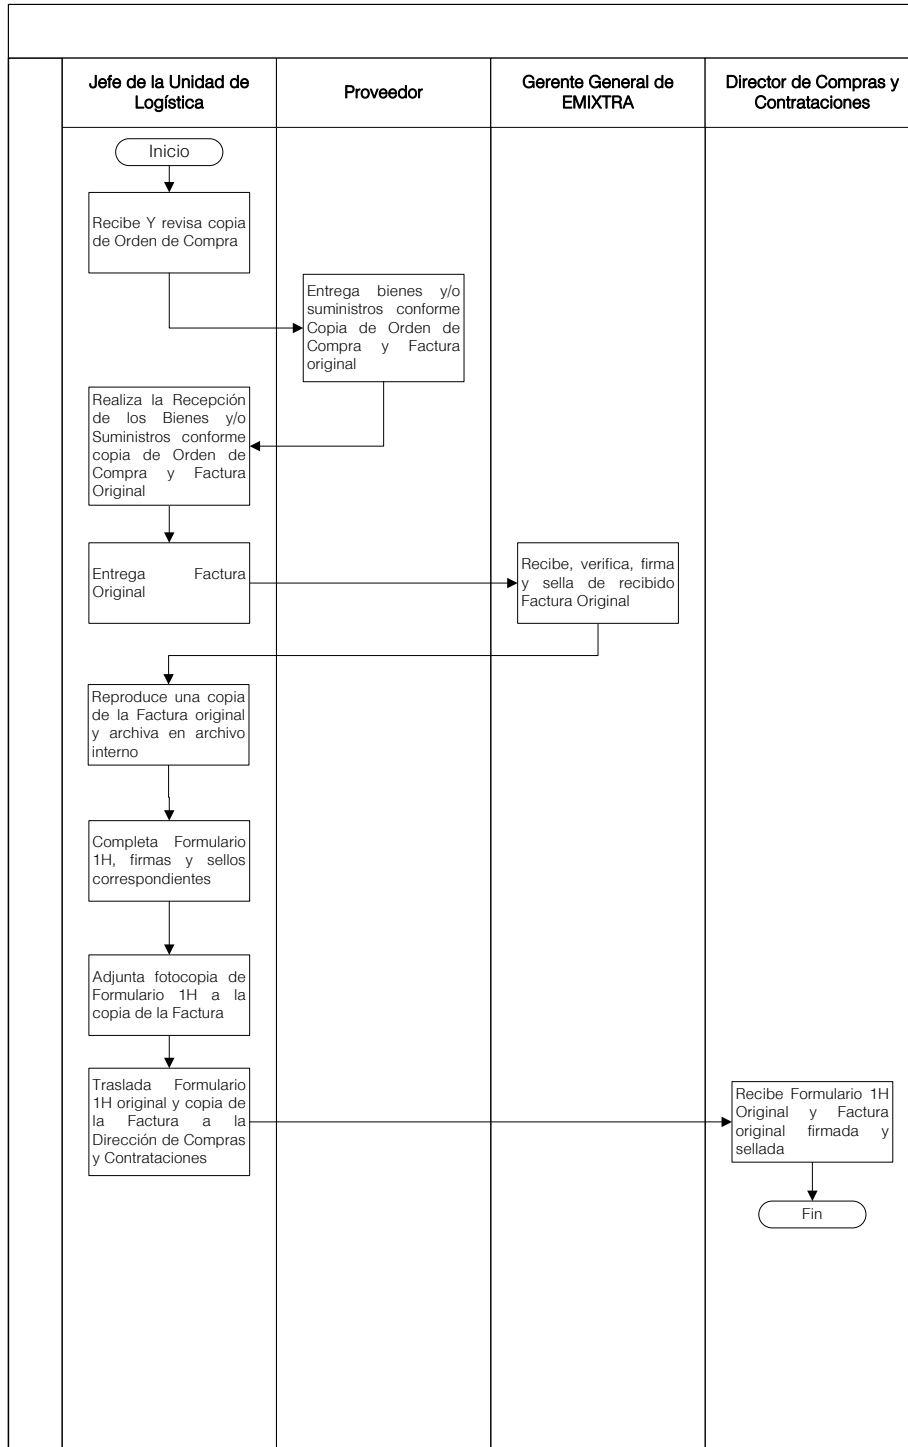 Jefe de la Unidad de
Logística
Proveedor
Gerente General de
EMIXTRA
Director de Compras y
Contrataciones
Inicio
Recibe Y revisa copia
de Orden de Compra
Entrega bienes y/o
suministros conforme
Copia de Orden de
Compra y Factura
original
Realiza la Recepción
de los Bienes y/o
Suministros conforme
copia de Orden de
Compra y Factura
Original
Entrega Factura
Original
Recibe, verifica, firma
y sella de recibido
Factura Original
Reproduce una copia
de la Factura original
y archiva en archivo
interno
Completa Formulario
1H, firmas y sellos
correspondientes
Adjunta fotocopia de
Formulario 1H a la
copia de la Factura
Traslada Formulario
1H original y copia de
la Factura a la
Dirección de Compras
y Contrataciones
Recibe Formulario 1H
Original y Factura
original firmada y
sellada
Fin